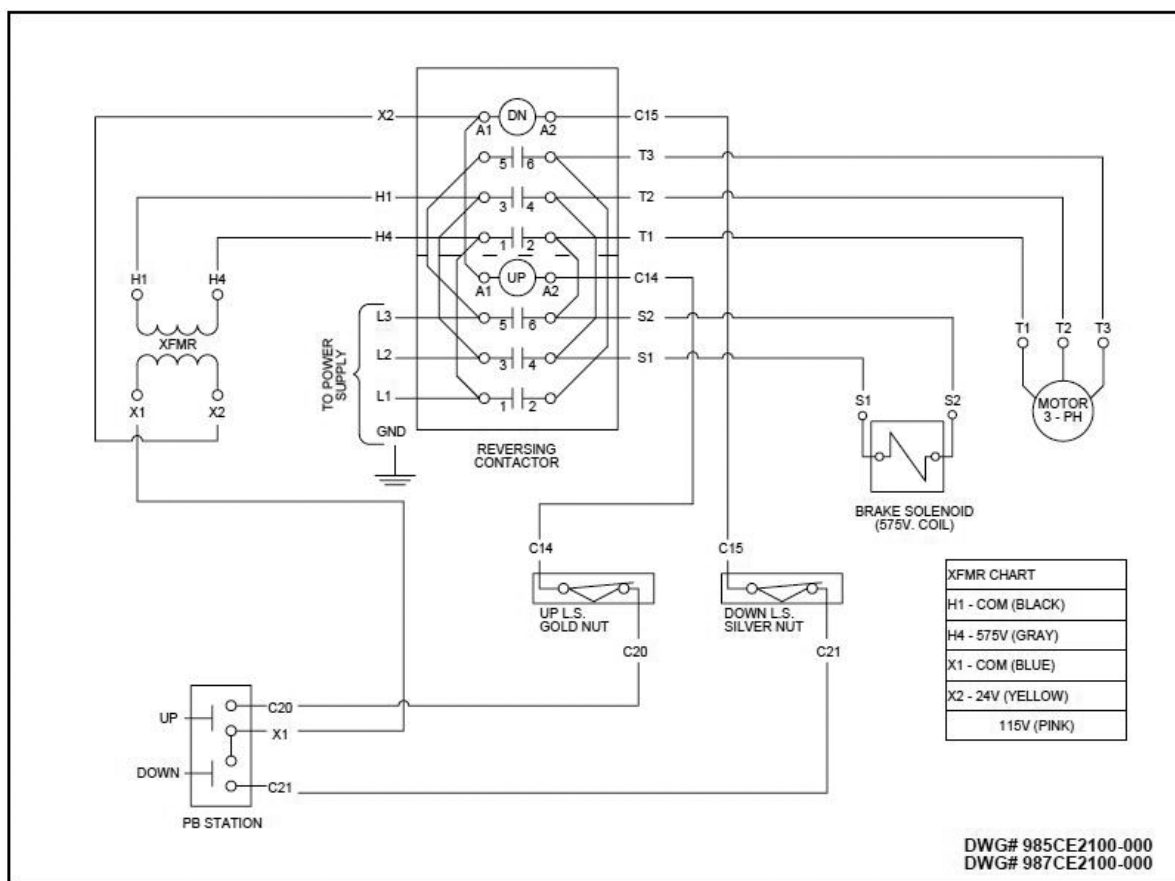 X2
A1
DN
A2
C15
5
6
T3
H1
3
4
T2
H4
1
2
T1
H1
H4
A1
UP
A2
C14
XFMR
L3
5
6
S2
L2
3
4
S1
TO POWER
SUPPLY
L1
1
2
X1
X2
GND
REVERSING
CONTACTOR
T1
T2
T3
MOTOR
3 - PH
S1
S2
BRAKE SOLENOID
(575V. COIL)
C14
C15
UP L.S.
GOLD NUT
DOWN L.S.
SILVER NUT
C20
C21
XFMR CHART
H1 - COM (BLACK)
H4 - 575V (GRAY)
X1 - COM (BLUE)
X2 - 24V (YELLOW)
115V (PINK)
UP
C20
X1
DOWN
C21
PB STATION
DWG# 985CE2100-000
DWG# 987CE2100-000